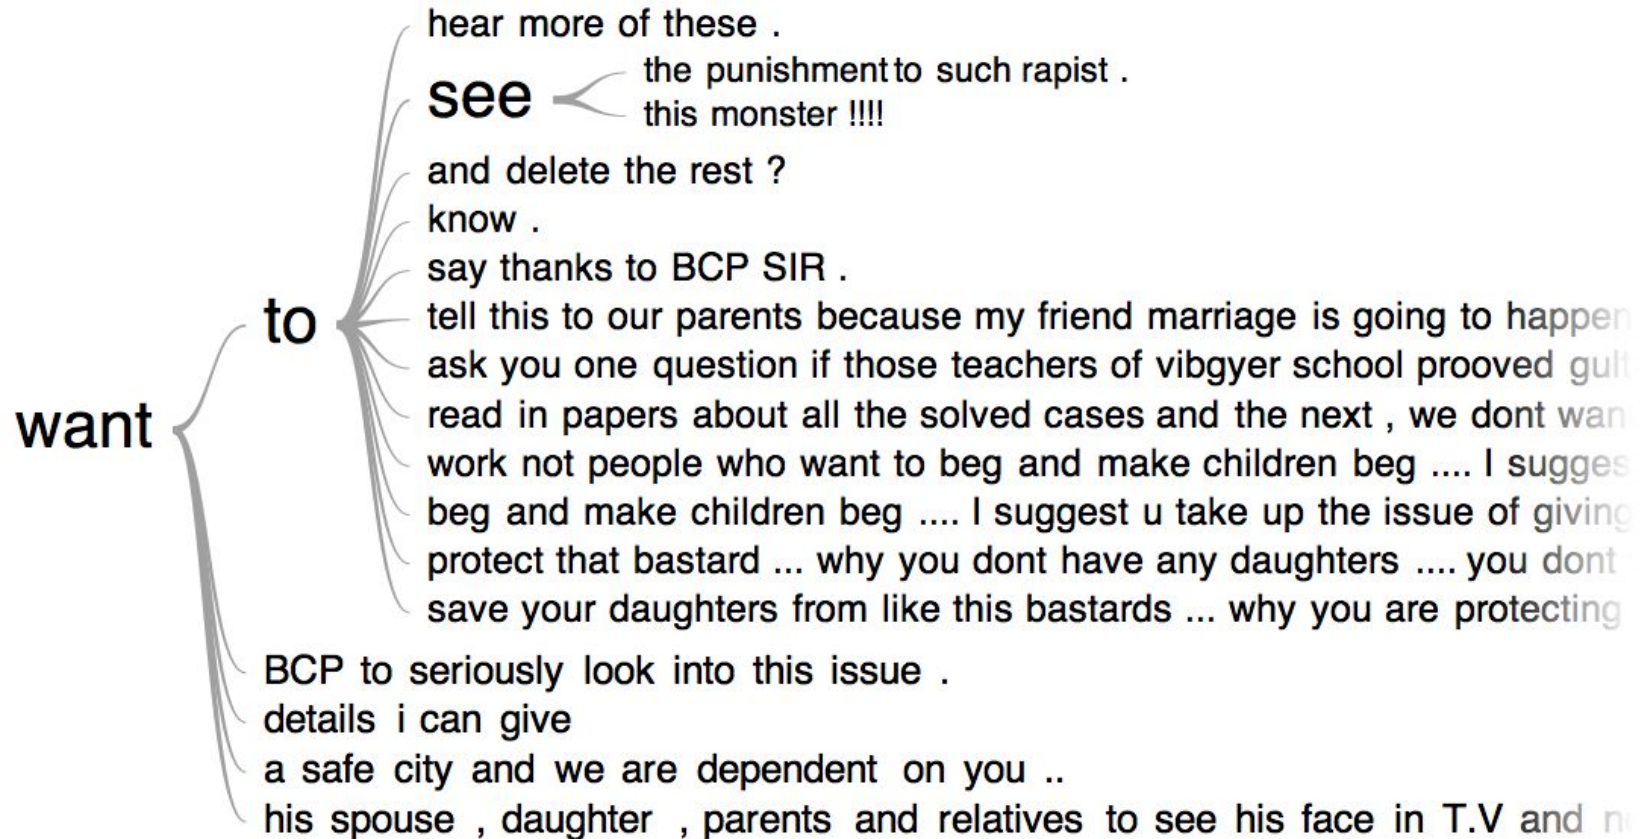 hear more of these .
see
the punishment to such rapist .
this monster !!!!
and delete the rest ?
know .
say thanks to BCP SIR .
to
tell this to our parents because my friend marriage is going to happen
ask you one question if those teachers of vibgyer school prooved
read in papers about all the solved cases and the next , we dont
want
work not people who want to beg and make children beg .... I
beg and make children beg .... I suggest u take up the issue of giving
protect that bastard ... why you dont have any daughters .... you dont
save your daughters from like this bastards ... why you are protecting
BCP to seriously look into this issue .
details i can give
a safe city and we are dependent on you ..
his spouse , daughter , parents and relatives to see his face in T.V and